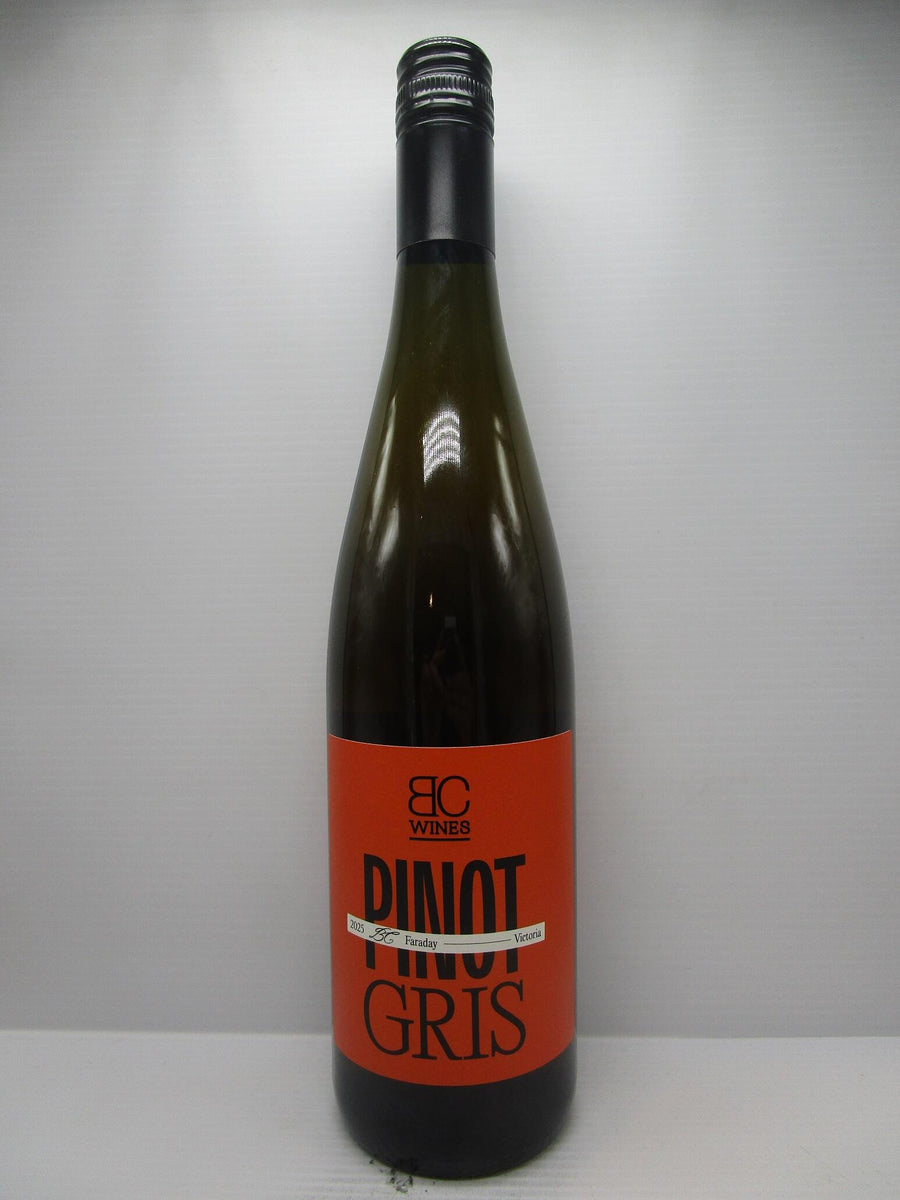 BC
WINES
PINOT
2025 BC Faraday Victoria
GRIS